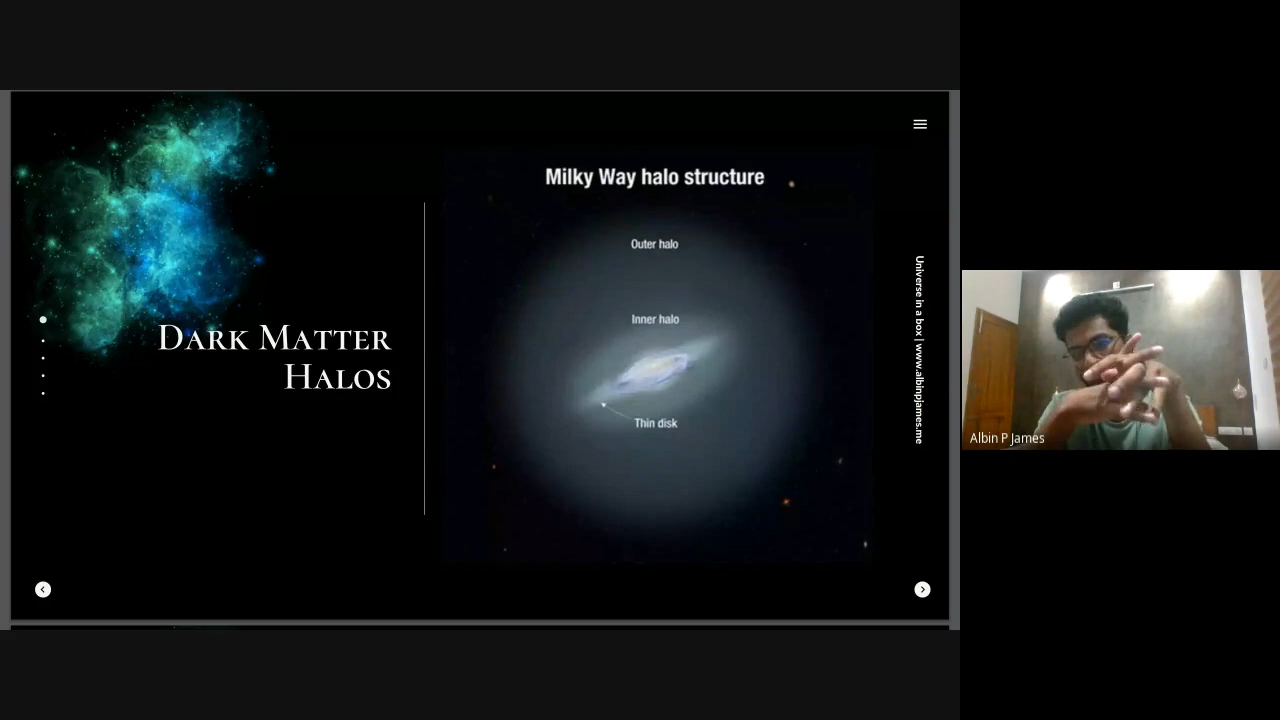 Milky Way halo structure
Outer halo
Inner halo
Thin disk
Dark Matter
Halos
Universe in a box | www.albinpjames.me
Albin P James